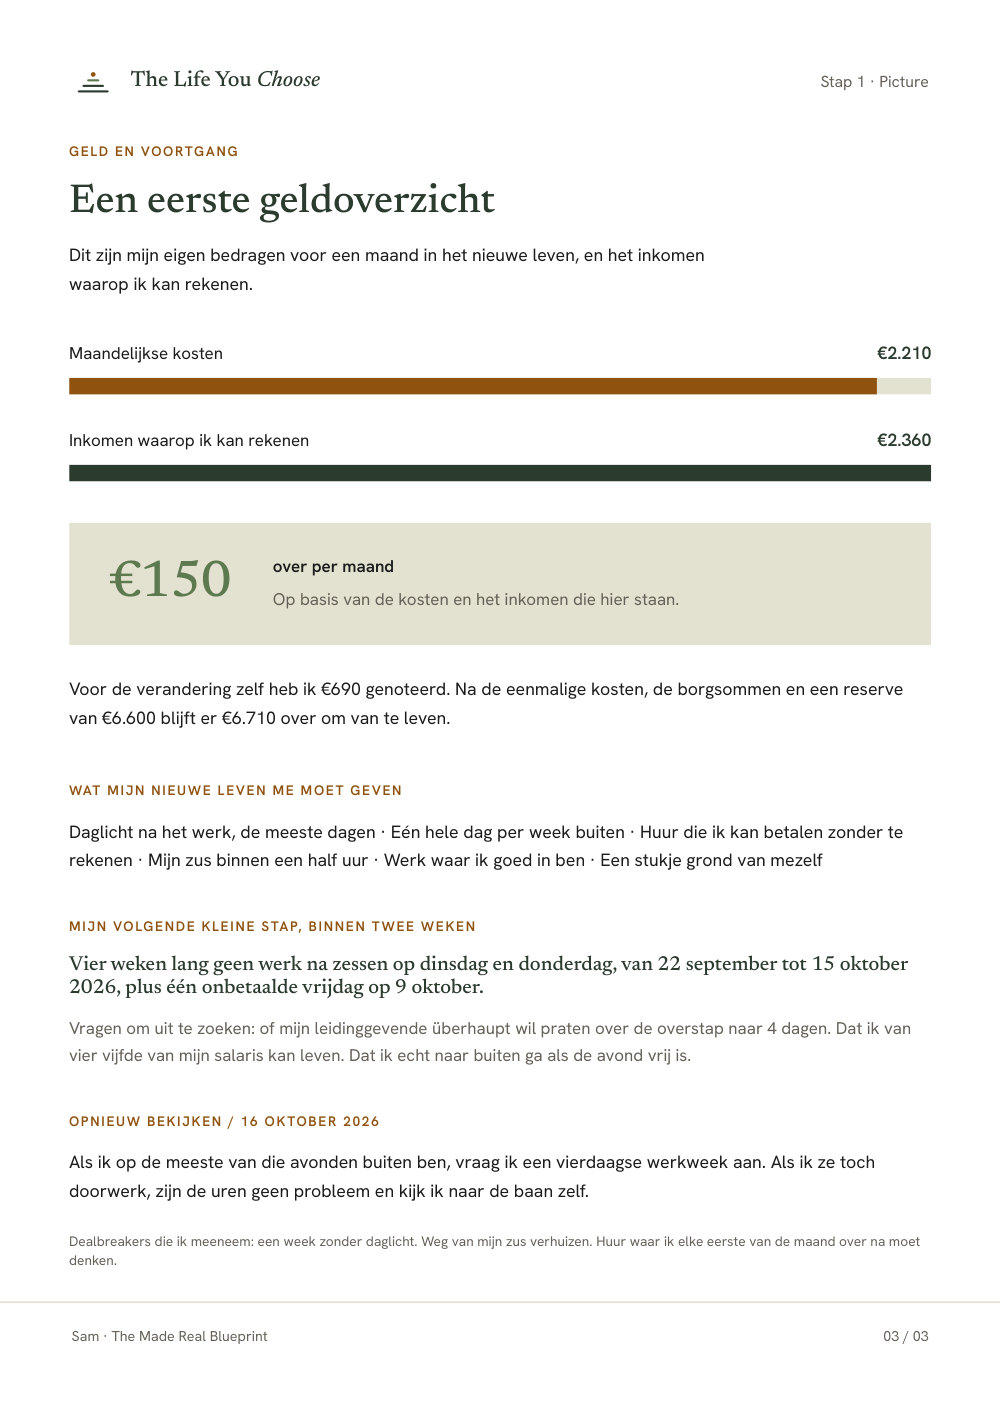 The Life You Choose
Stap 1 · Picture
GELD EN VOORTGANG
Een eerste geldoverzicht
Dit zijn mijn eigen bedragen voor een maand in het nieuwe leven, en het inkomen
waarop ik kan rekenen.
Maandelijkse kosten
€2.210
Inkomen waarop ik kan rekenen
€2.360
€150
over per maand
Op basis van de kosten en het inkomen die hier staan.
Voor de verandering zelf heb ik €690 genoteerd. Na de eenmalige kosten, de borgsommen en een reserve
van €6.600 blijft er €6.710 over om van te leven.
WAT MIJN NIEUWE LEVEN ME MOET GEVEN
Daglicht na het werk, de meeste dagen · Eén hele dag per week buiten · Huur die ik kan betalen zonder te
rekenen · Mijn zus binnen een half uur · Werk waar ik goed in ben · Een stukje grond van mezelf
MIJN VOLGENDE KLEINE STAP, BINNEN TWEE WEKEN
Vier weken lang geen werk na zessen op dinsdag en donderdag, van 22 september tot 15 oktober
2026, plus één onbetaalde vrijdag op 9 oktober.
Vragen om uit te zoeken: of mijn leidinggevende überhaupt wil praten over de overstap naar 4 dagen. Dat ik van
vier vijfde van mijn salaris kan leven. Dat ik echt naar buiten ga als de avond vrij is.
OPNIEUW BEKIJKEN / 16 OKTOBER 2026
Als ik op de meeste van die avonden buiten ben, vraag ik een vierdaagse werkweek aan. Als ik ze toch
doorwerk, zijn de uren geen probleem en kijk ik naar de baan zelf.
Dealbreakers die ik meeneem: een week zonder daglicht. Weg van mijn zus verhuizen. Huur waar ik elke eerste van de maand over na moet
denken.
Sam · The Made Real Blueprint
03 / 03